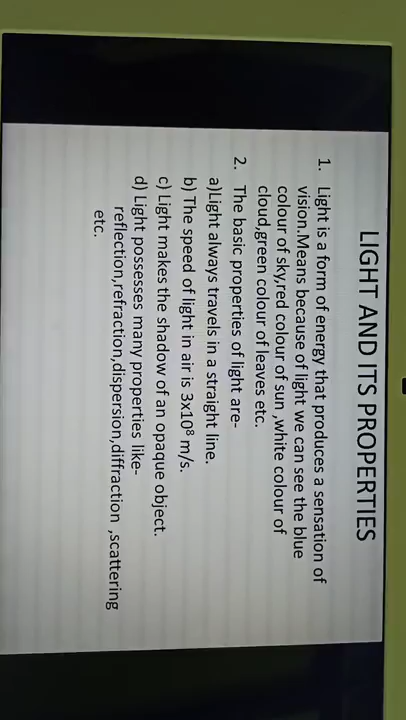 LIGHT AND ITS PROPERTIES
1. Light is a form of energy that produces a sensation of
vision.Means because of light we can see the blue
colour of sky,red colour of sun ,white colour of
cloud,green colour of leaves etc.
2. The basic properties of light are-
a)Light always travels in a straight line.
b) The speed of light in air is 3x10⁸ m/s.
c) Light makes the shadow of an opaque object.
d) Light possesses many properties like-
reflection,refraction,dispersion,diffraction ,scattering
etc.